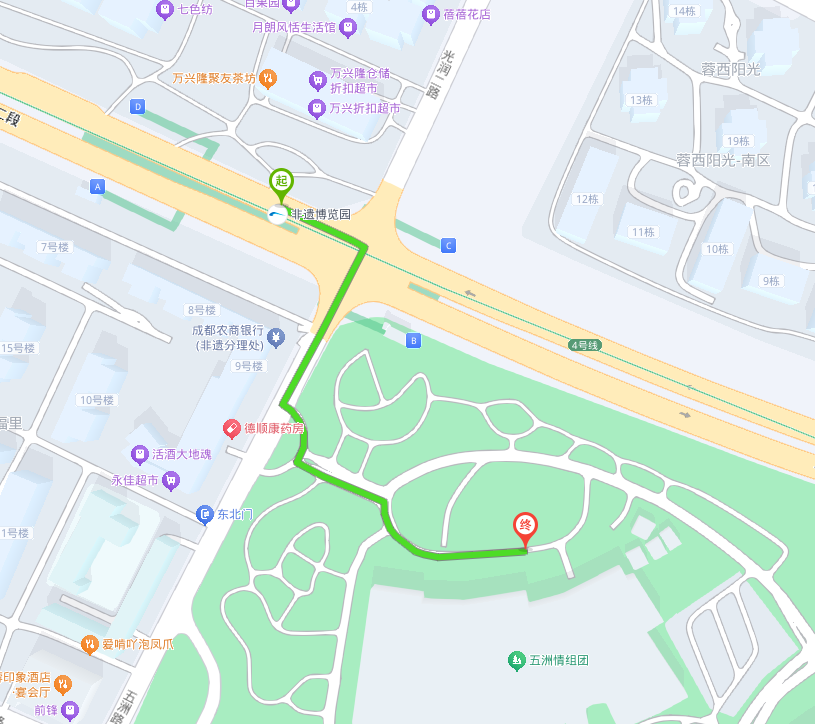 七色纺
百果园
4栋
月朗风恬生活馆
蓓蓓花店
14栋
蓉西阳光
光润一路
万兴隆聚友茶坊
万兴隆仓储
折扣超市
万兴折扣超市
13栋
D
二段
19栋
蓉西阳光-南区
起
A
非遗博览园
12栋
11栋
C
10栋
9栋
7号楼
8号楼
成都农商银行
(非遗分理处)
B
4号线
15号楼
9号楼
10号楼
德顺康药房
活酒大地魂
永佳超市
东北门
终
1号楼
爱啃吖泡凤爪
五洲情组团
印象酒店
宴会厅
前锋
五洲路